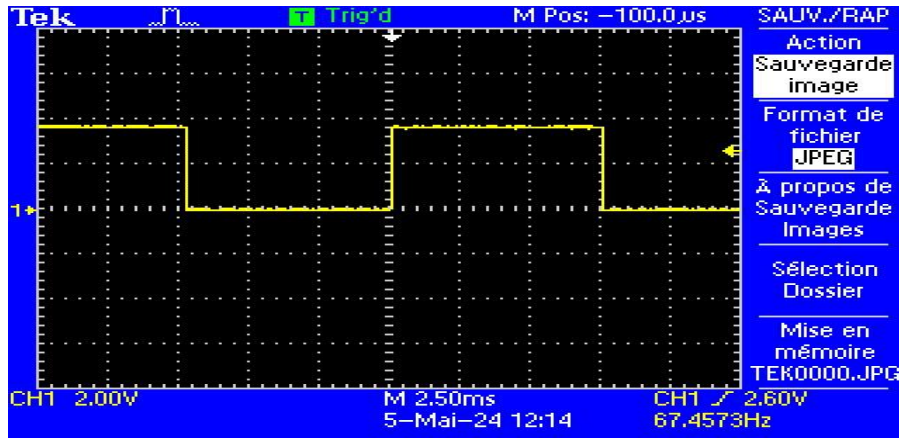 Tek T Trig'd M Pos: -100.0µs SAUV./RAP
Action
Sauvegarde
image
Format de
fichier
JPEG
À propos de
Sauvegarde
Images
Sélection
Dossier
Mise en
mémoire
TEK0000.JPG
1
CH1 2.00V M 2.50ms CH1 2.60V
5-Mai-24 12:14 67.4573Hz